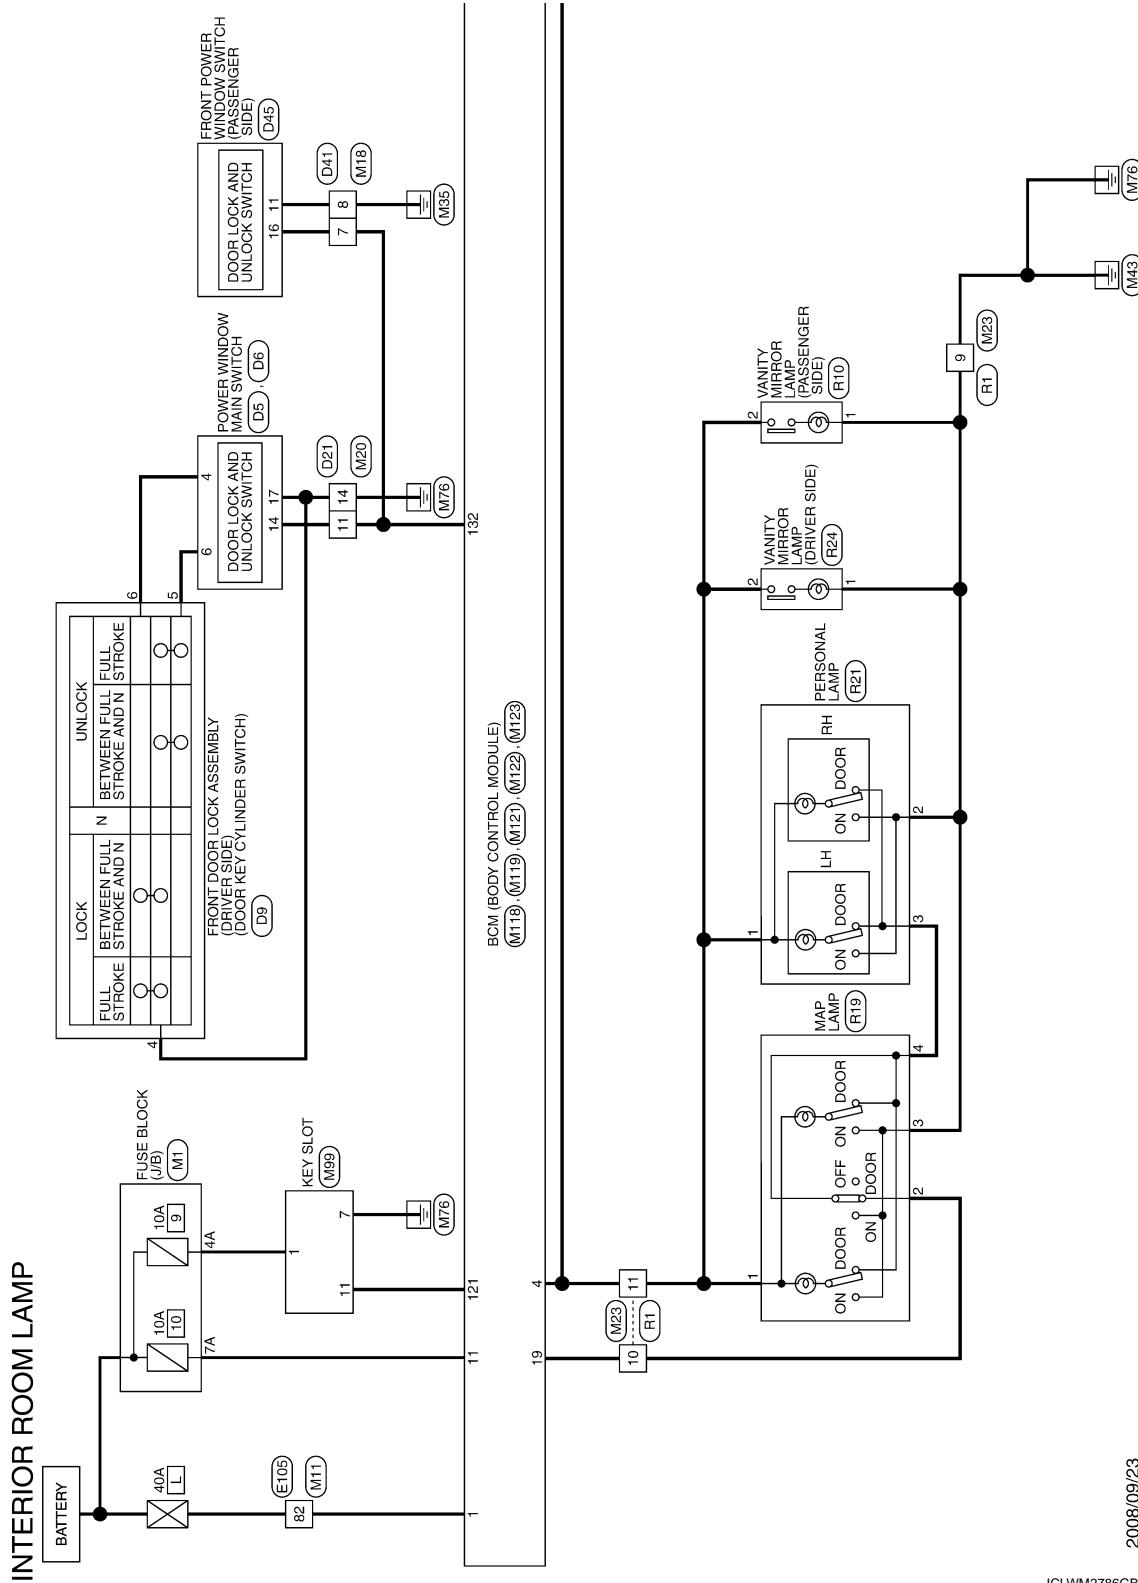 INTERIOR ROOM LAMP
BATTERY
40A
L
E105
82
M11
1
FUSE BLOCK
(J/B)
M1
10A
10
10A
9
7A
4A
11
KEY SLOT
M99
1
11
7
121
M76
LOCK
N
UNLOCK
FULL
STROKE
BETWEEN FULL
STROKE AND N
BETWEEN FULL
STROKE AND N
FULL
STROKE
4
6
5
FRONT DOOR LOCK ASSEMBLY
(DRIVER SIDE)
(DOOR KEY CYLINDER SWITCH)
D9
POWER WINDOW
MAIN SWITCH
D5 , D6
6
4
DOOR LOCK AND
UNLOCK SWITCH
14
17
D21
11
14
M20
M76
132
FRONT POWER
WINDOW SWITCH
(PASSENGER
SIDE)
D45
DOOR LOCK AND
UNLOCK SWITCH
16
11
D41
7
8
M18
M35
BCM (BODY CONTROL MODULE)
M118 , M119 , M121 , M122 , M123
19
4
M23
10
11
R1
MAP
LAMP
R19
1
ON
DOOR
ON
DOOR
OFF
ON
DOOR
2
3
4
PERSONAL
LAMP
R21
1
LH
ON
DOOR
RH
ON
DOOR
3
2
VANITY
MIRROR
LAMP
(DRIVER SIDE)
R24
2
1
VANITY
MIRROR
LAMP
(PASSENGER
SIDE)
R10
2
1
R1
9
M23
M43
M76
2008/09/23
JCLWM2786GB